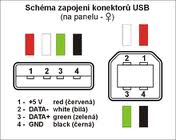 Schéma zapojení konektorů USB
(na panelu - ♀)
1 2 3 4
2 1
3 4
1 - +5 V red (červená)
2 - DATA- white (bílá)
3 - DATA+ green (zelená)
4 - GND black (černá)